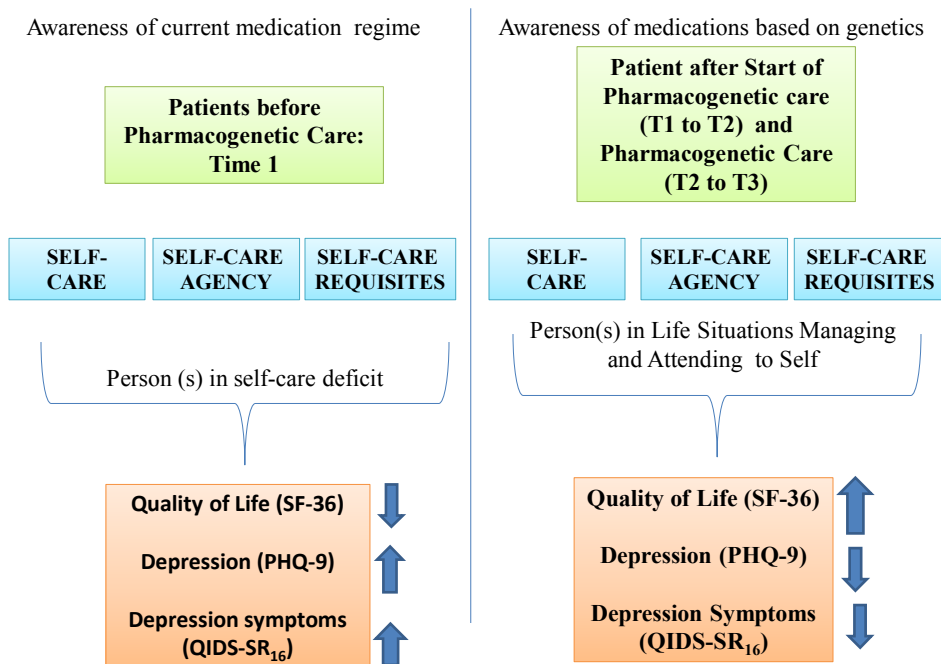 Awareness of current medication regime
Patients before
Pharmacogenetic Care:
Time 1
SELF-
CARE
SELF-CARE
AGENCY
SELF-CARE
REQUISITES
Person (s) in self-care deficit
Quality of Life (SF-36)
Depression (PHQ-9)
Depression symptoms
(QIDS-SR16)
Awareness of medications based on genetics
Patient after Start of
Pharmacogenetic care
(T1 to T2) and
Pharmacogenetic Care
(T2 to T3)
SELF-
CARE
SELF-CARE
AGENCY
SELF-CARE
REQUISITES
Person(s) in Life Situations Managing
and Attending to Self
Quality of Life (SF-36)
Depression (PHQ-9)
Depression Symptoms
(QIDS-SR16)